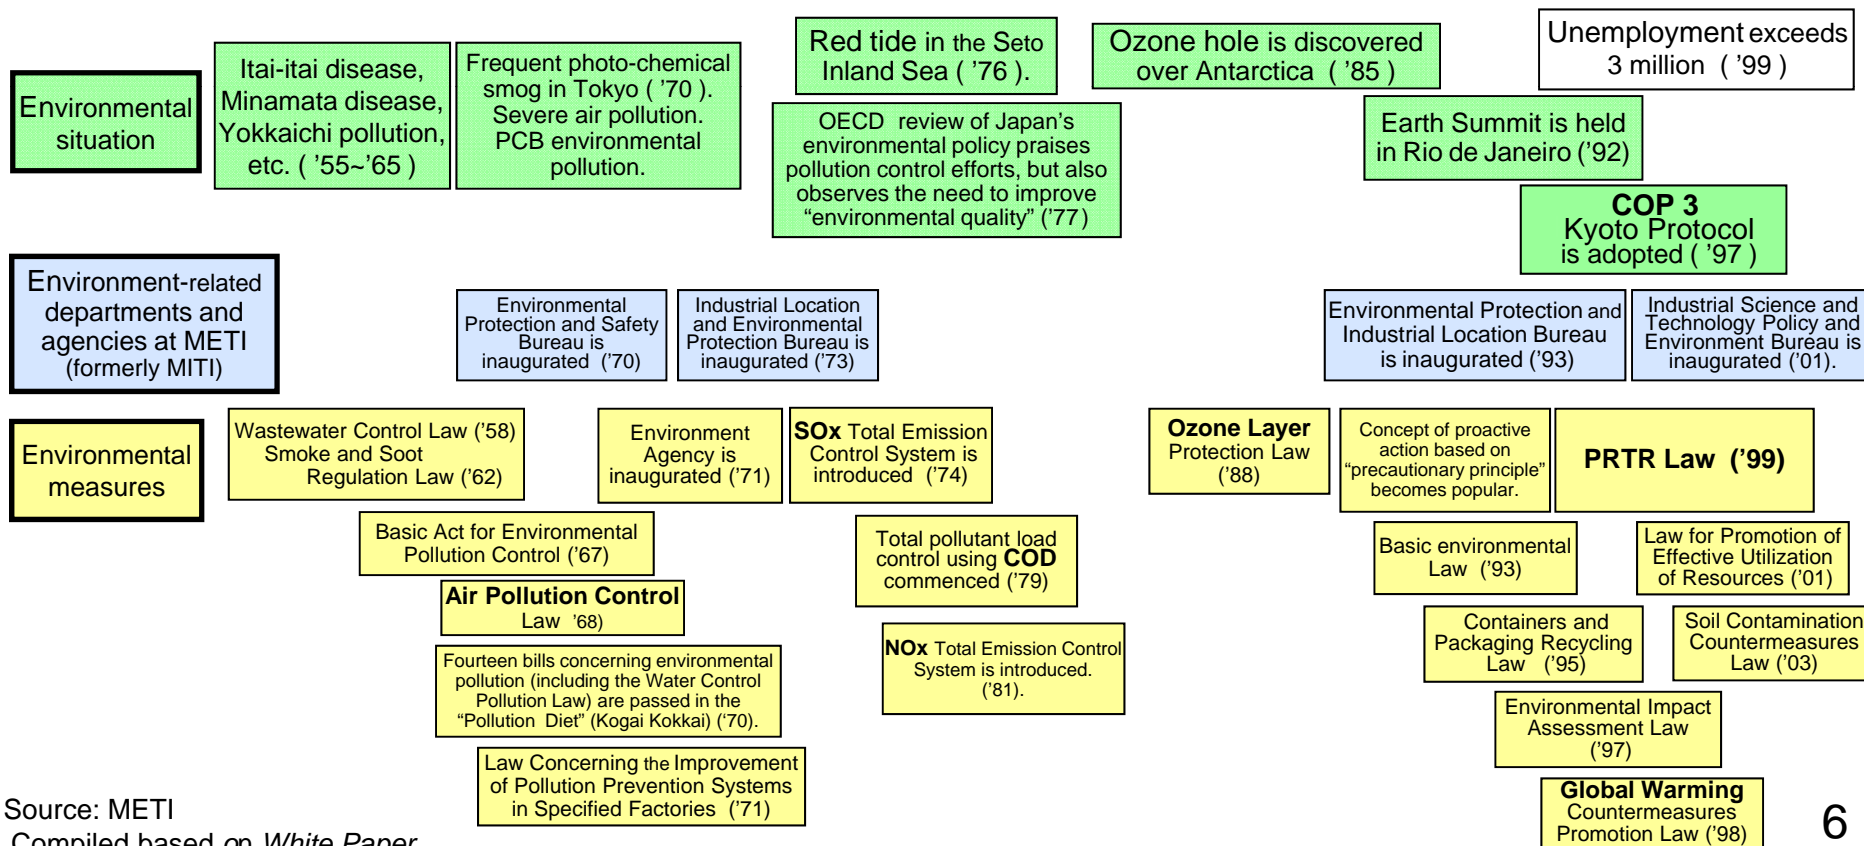 Environmental
situation
Itai-itai disease,
Minamata disease,
Yokkaichi pollution,
etc. ( ’55~’65 )
Frequent photo-chemical
smog in Tokyo ( ’70 ).
Severe air pollution.
PCB environmental
pollution.
Red tide in the Seto
Inland Sea ( ’76 ).
OECD review of Japan’s
environmental policy praises
pollution control efforts, but also
observes the need to improve
“environmental quality” (’77)
Ozone hole is discovered
over Antarctica ( ’85 )
Unemployment exceeds
3 million ( ’99 )
Earth Summit is held
in Rio de Janeiro (’92)
COP 3
Kyoto Protocol
is adopted ( ’97 )
Environment-related
departments and
agencies at METI
(formerly MITI)
Environmental
Protection and Safety
Bureau is
inaugurated (’70)
Industrial Location
and Environmental
Protection Bureau is
inaugurated (’73)
Environmental Protection and
Industrial Location Bureau
is inaugurated (’93)
Industrial Science and
Technology Policy and
Environment Bureau is
inaugurated (’01).
Environmental
measures
Wastewater Control Law (’58)
Smoke and Soot
Regulation Law (’62)
Environment
Agency is
inaugurated (’71)
SOx Total Emission
Control System is
introduced (’74)
Ozone Layer
Protection Law
(’88)
Concept of proactive
action based on
“precautionary principle”
becomes popular.
PRTR Law (’99)
Basic Act for Environmental
Pollution Control (’67)
Total pollutant load
control using COD
commenced (’79)
Basic environmental
Law (’93)
Law for Promotion of
Effective Utilization
of Resources (’01)
Air Pollution Control
Law ’68)
Containers and
Packaging Recycling
Law (’95)
Soil Contamination
Countermeasures
Law (’03)
Fourteen bills concerning environmental
pollution (including the Water Control
Pollution Law) are passed in the
“Pollution Diet” (Kogai Kokkai) (‘70).
NOx Total Emission Control
System is introduced.
(’81).
Environmental Impact
Assessment Law
(’97)
Law Concerning the Improvement
of Pollution Prevention Systems
in Specified Factories (’71)
Global Warming
Countermeasures
Promotion Law (’98)
Source: METI
Compiled based on White Paper
6